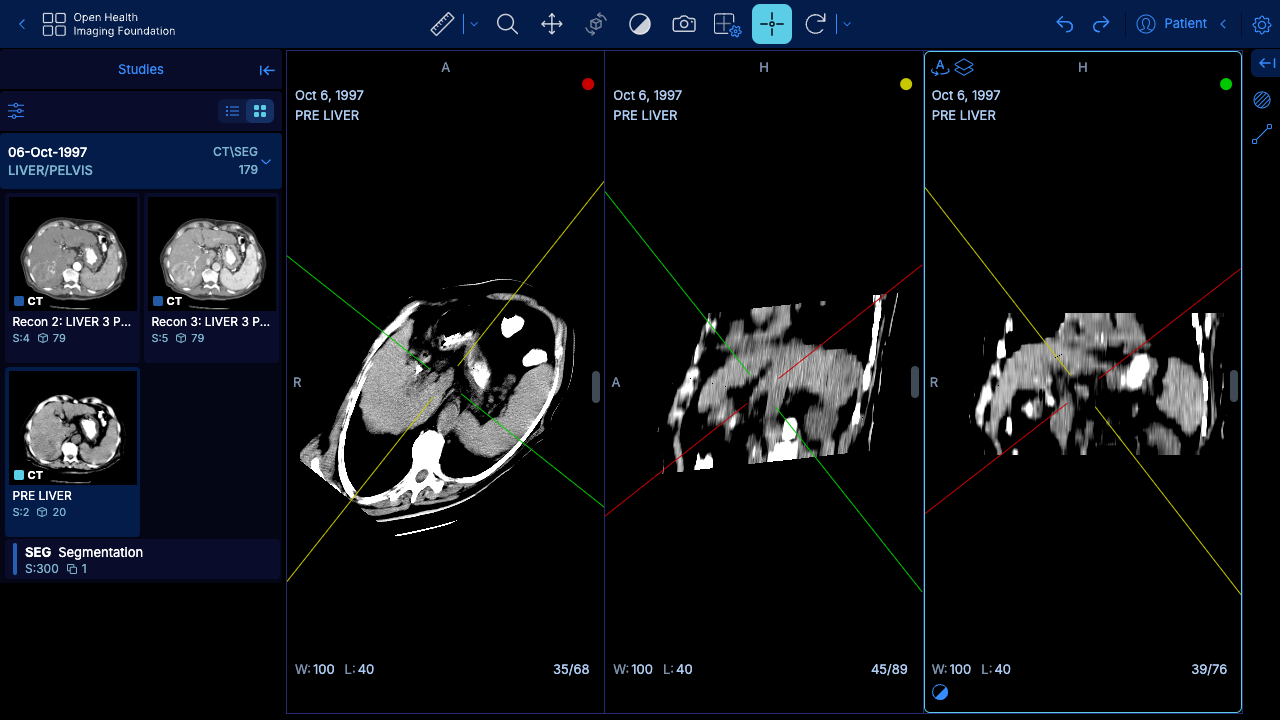 Open Health
Imaging Foundation
Patient
Studies
06-Oct-1997
CT\SEG
LIVER/PELVIS
179
CT
CT
Recon 2: LIVER 3 P...
Recon 3: LIVER 3 P...
S:4 79
S:5 79
CT
PRE LIVER
S:2 20
SEG Segmentation
S:300 1
A
Oct 6, 1997
PRE LIVER
R
W: 100 L: 40
35/68
H
Oct 6, 1997
PRE LIVER
A
W: 100 L: 40
45/89
A
H
Oct 6, 1997
PRE LIVER
R
W: 100 L: 40
39/76